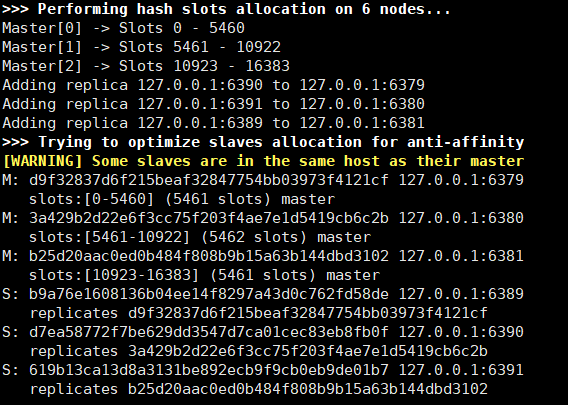 >>> Performing hash slots allocation on 6 nodes...
Master[0] -> Slots 0 - 5460
Master[1] -> Slots 5461 - 10922
Master[2] -> Slots 10923 - 16383
Adding replica 127.0.0.1:6390 to 127.0.0.1:6379
Adding replica 127.0.0.1:6391 to 127.0.0.1:6380
Adding replica 127.0.0.1:6389 to 127.0.0.1:6381
>>> Trying to optimize slaves allocation for anti-affinity
[WARNING] Some slaves are in the same host as their master
M: d9f32837d6f215beaf32847754bb03973f4121cf 127.0.0.1:6379
   slots:[0-5460] (5461 slots) master
M: 3a429b2d22e6f3cc75f203f4ae7e1d5419cb6c2b 127.0.0.1:6380
   slots:[5461-10922] (5462 slots) master
M: b25d20aac0ed0b484f808b9b15a63b144dbd3102 127.0.0.1:6381
   slots:[10923-16383] (5461 slots) master
S: b9a76e1608136b04ee14f8297a43d0c762fd58de 127.0.0.1:6389
   replicates d9f32837d6f215beaf32847754bb03973f4121cf
S: d7ea58772f7be629dd3547d7ca01cec83eb8fb0f 127.0.0.1:6390
   replicates 3a429b2d22e6f3cc75f203f4ae7e1d5419cb6c2b
S: 619b13ca13d8a3131be892ecb9f9cb0eb9de01b7 127.0.0.1:6391
   replicates b25d20aac0ed0b484f808b9b15a63b144dbd3102